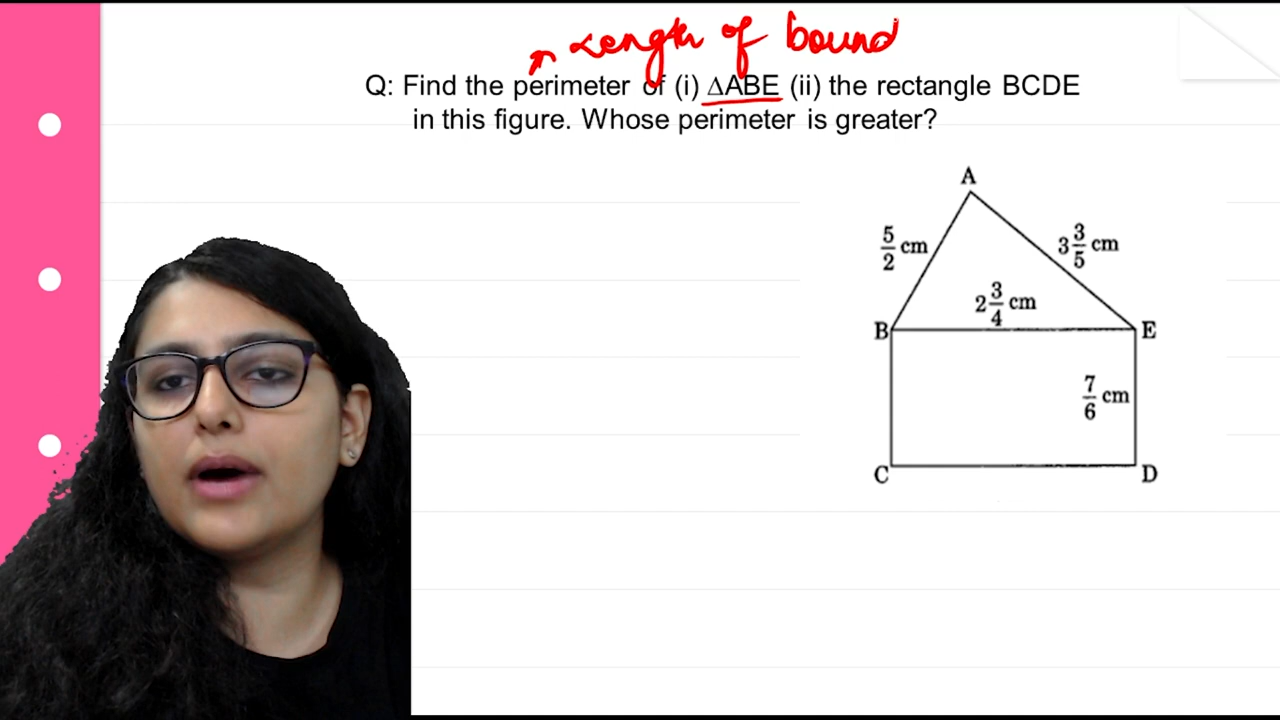 Length of bound
Q: Find the perimeter of (i) ∆ABE (ii) the rectangle BCDE
in this figure. Whose perimeter is greater?
A
5/2 cm
3 3/5 cm
2 3/4 cm
B
E
7/6 cm
C
D